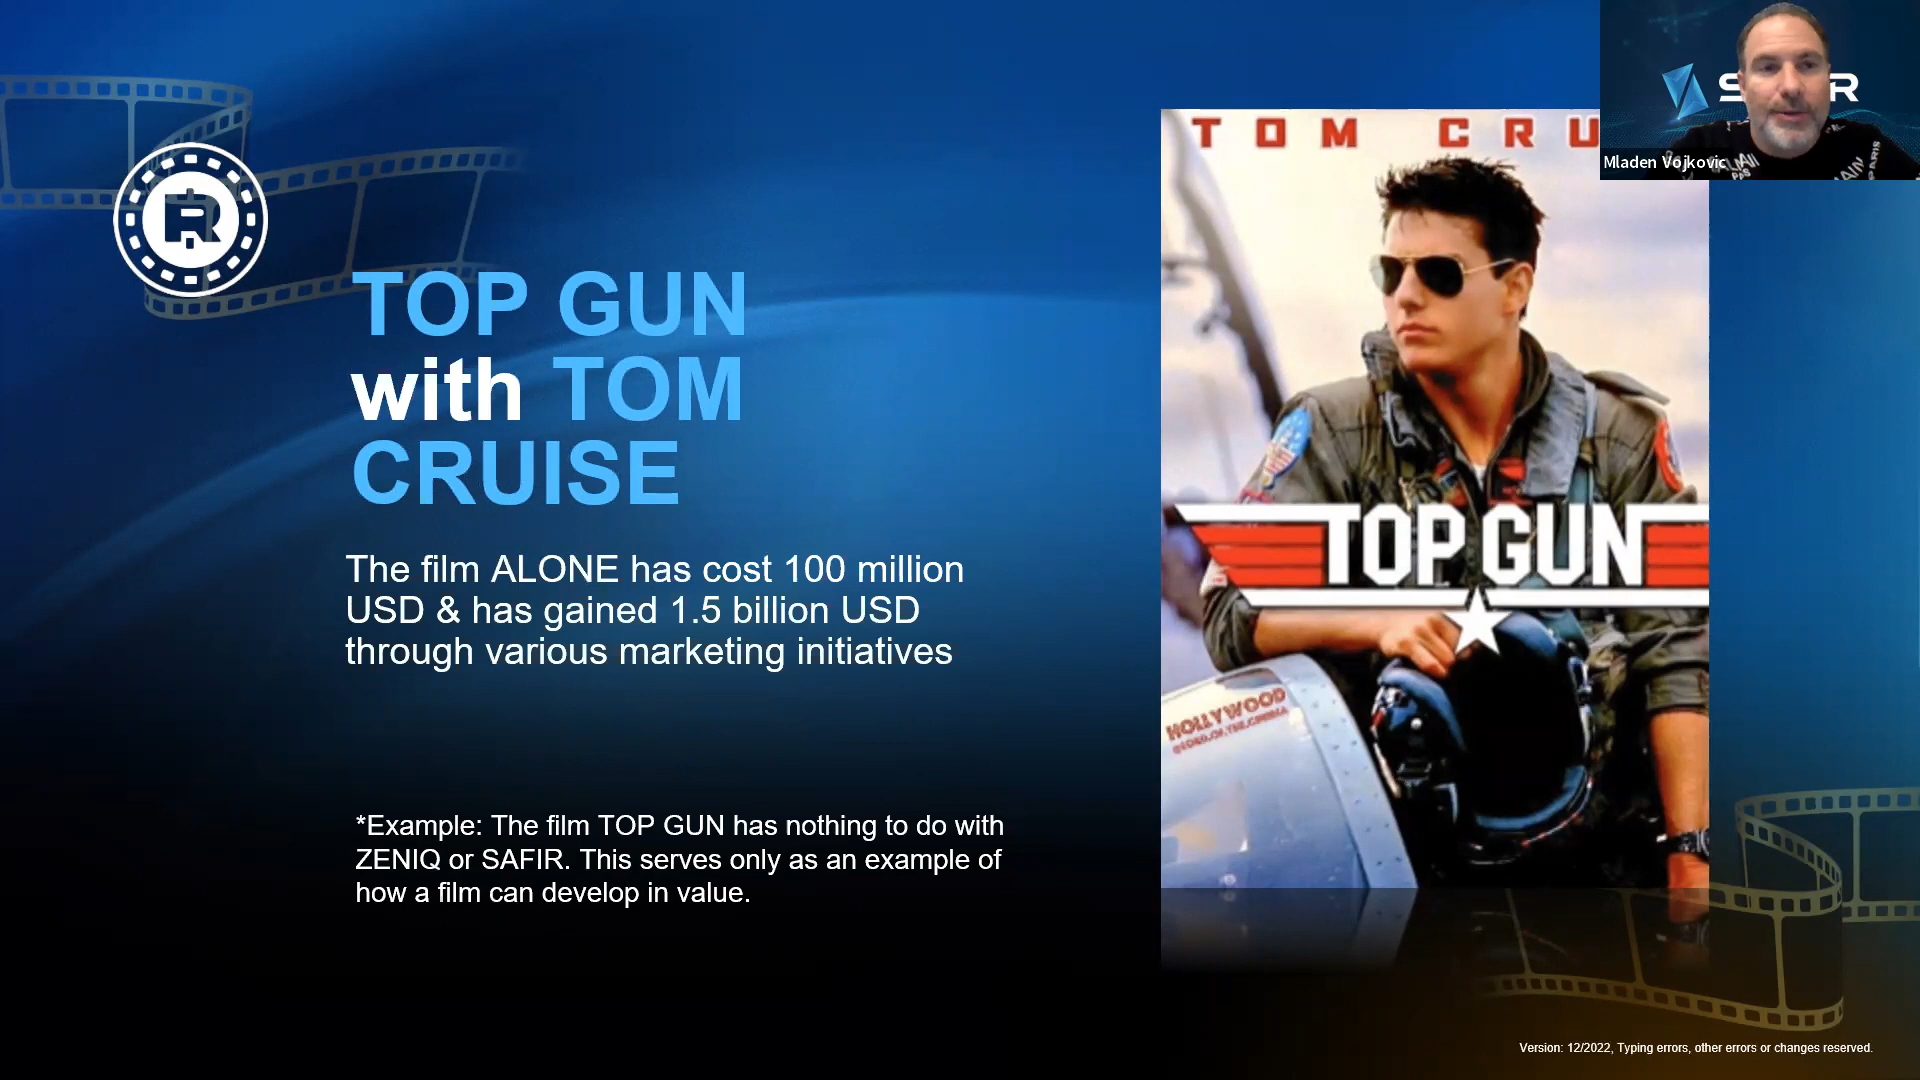 TOM CRU
S R
Mladen Vojkovic
TOP GUN
with TOM
CRUISE
The film ALONE has cost 100 million
USD & has gained 1.5 billion USD
through various marketing initiatives
TOP GUN
HOLLYWOOD
*Example: The film TOP GUN has nothing to do with
ZENIQ or SAFIR. This serves only as an example of
how a film can develop in value.
Version: 12/2022, Typing errors, other errors or changes reserved.